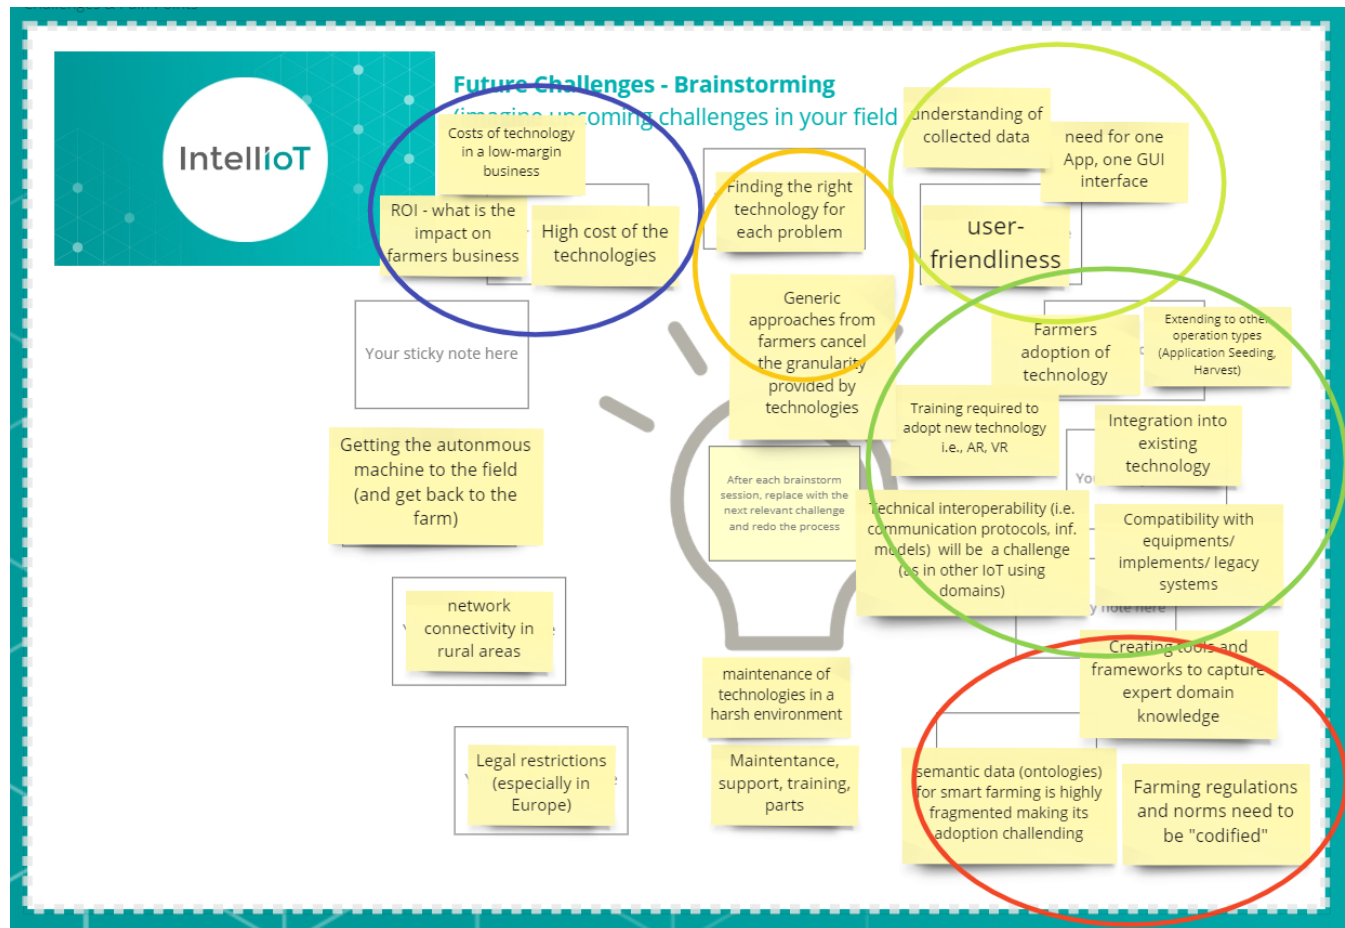 IntellIoT
Future Challenges - Brainstorming
(imagine upcoming challenges in your field
Costs of technology
in a low-margin
business
ROI - what is the
impact on
farmers business
High cost of the
technologies
Finding the right
technology for
each problem
Generic
approaches from
farmers cancel
the granularity
provided by
technologies
understanding of
collected data
need for one
App, one GUI
interface
user-
friendliness
Your sticky note here
Farmers
adoption of
technology
Extending to other
operation types
(Application Seeding,
Harvest)
Training required to
adopt new technology
i.e., AR, VR
Integration into
existing
technology
Getting the autonmous
machine to the field
(and get back to the
farm)
After each brainstorm
session, replace with the
next relevant challenge
and redo the process
Technical interoperability (i.e.
communication protocols, inf.
models) will be a challenge
(as in other IoT using
domains)
Compatibility with
equipments/
implements/ legacy
systems
note here
network
connectivity in
rural areas
maintenance of
technologies in a
harsh environment
Creating tools and
frameworks to capture
expert domain
knowledge
Legal restrictions
(especially in
Europe)
Maintentance,
support, training,
parts
semantic data (ontologies)
for smart farming is highly
fragmented making its
adoption challending
Farming regulations
and norms need to
be "codified"